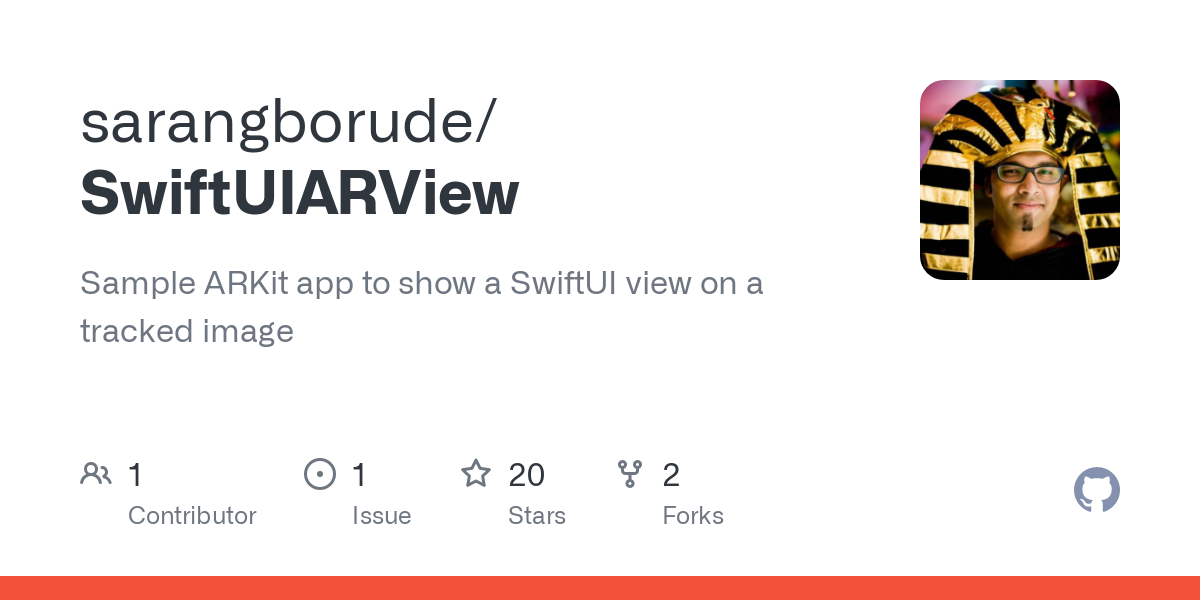 sarangborude/
SwiftUIARView
Sample ARKit app to show a SwiftUI view on a
tracked image
1
Contributor
1
Issue
20
Stars
2
Forks